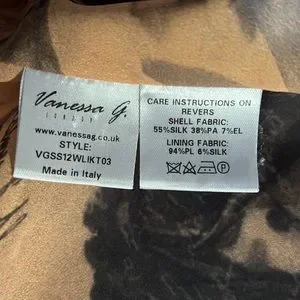 Vanessa G.
LONDON
www.vanessag.co.uk
STYLE:
VGSS12WLIKT03
Made in Italy
CARE INSTRUCTIONS ON
REVERS
SHELL FABRIC:
55%SILK 38%PA 7%EL
LINING FABRIC:
94%PL 6%SILK